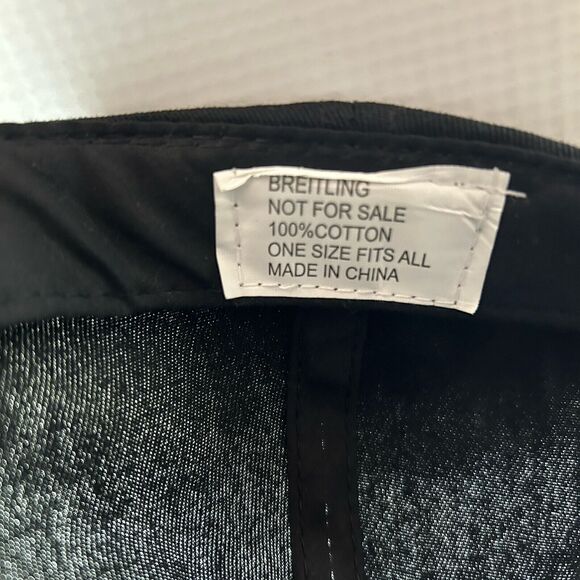 BREITLING
NOT FOR SALE
100%COTTON
ONE SIZE FITS ALL
MADE IN CHINA